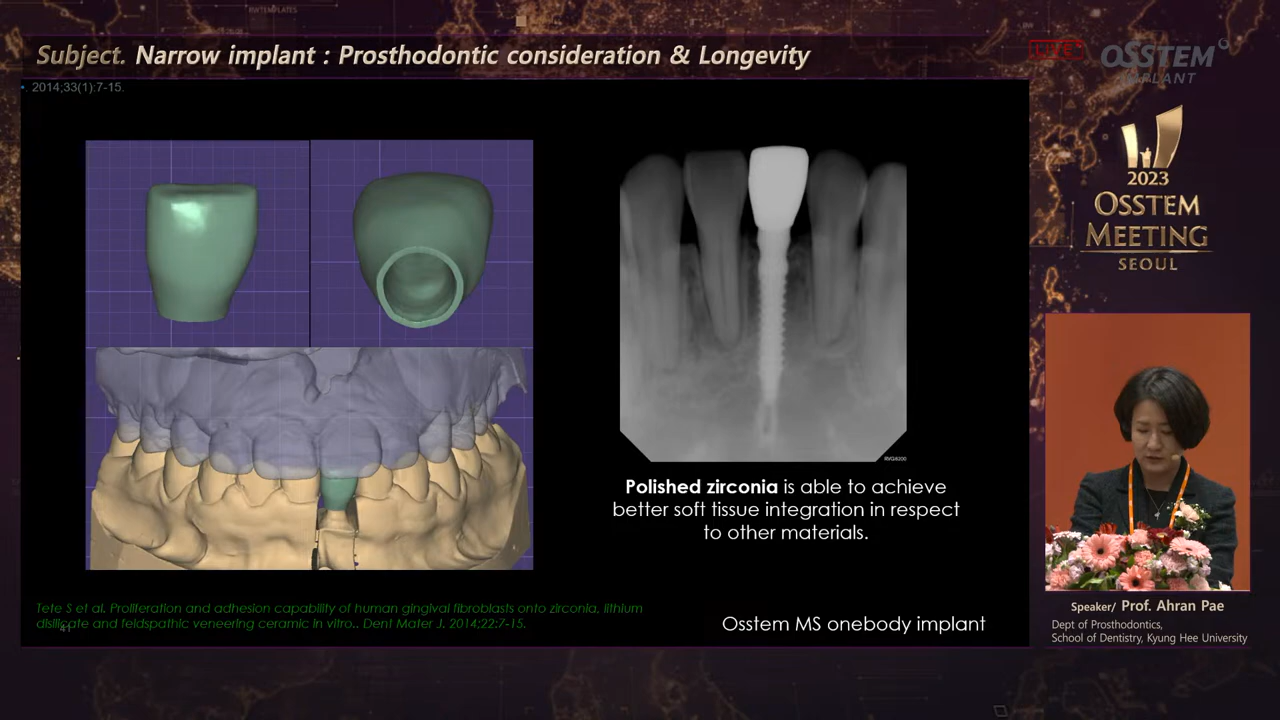 RWTEMPLATES
Subject. Narrow implant : Prosthodontic consideration & Longevity
LIVE
OSSTEM
IMPLANT
. 2014;33(1):7-15.
2023
OSSTEM
MEETING
SEOUL
RVG6200
Polished zirconia is able to achieve
better soft tissue integration in respect
to other materials.
Tete S et al. Proliferation and adhesion capability of human gingival fibroblasts onto zirconia, lithium
disilicate and feldspathic veneering ceramic in vitro.. Dent Mater J. 2014;22:7-15.
41
Osstem MS onebody implant
Speaker/ Prof. Ahran Pae
Dept of Prosthodontics,
School of Dentistry, Kyung Hee University